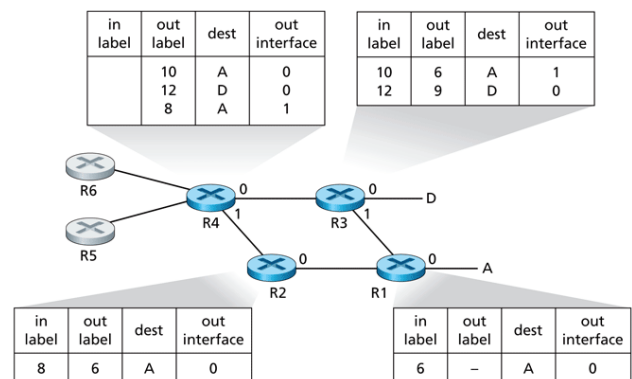 in label out label dest out interface
10 A 0
12 D 0
8 A 1
in label out label dest out interface
10 6 A 1
12 9 D 0
R6
R5
R4
0
1
R3
0
1
D
R2
0
R1
0
A
in label out label dest out interface
8 6 A 0
in label out label dest out interface
6 – A 0